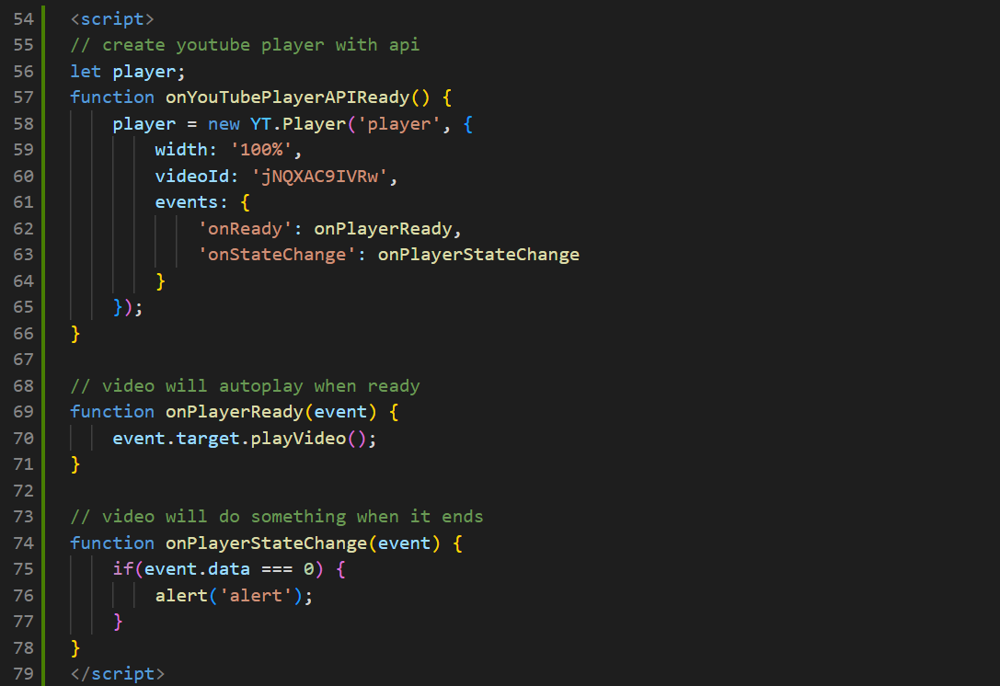 54 <script>
55 // create youtube player with api
56 let player;
57 function onYouTubePlayerAPIReady() {
58     player = new YT.Player('player', {
59         width: '100%',
60         videoId: 'jNQXAC9IVRw',
61         events: {
62             'onReady': onPlayerReady,
63             'onStateChange': onPlayerStateChange
64         }
65     });
66 }
67
68 // video will autoplay when ready
69 function onPlayerReady(event) {
70     event.target.playVideo();
71 }
72
73 // video will do something when it ends
74 function onPlayerStateChange(event) {
75     if(event.data === 0) {
76         alert('alert');
77     }
78 }
79 </script>